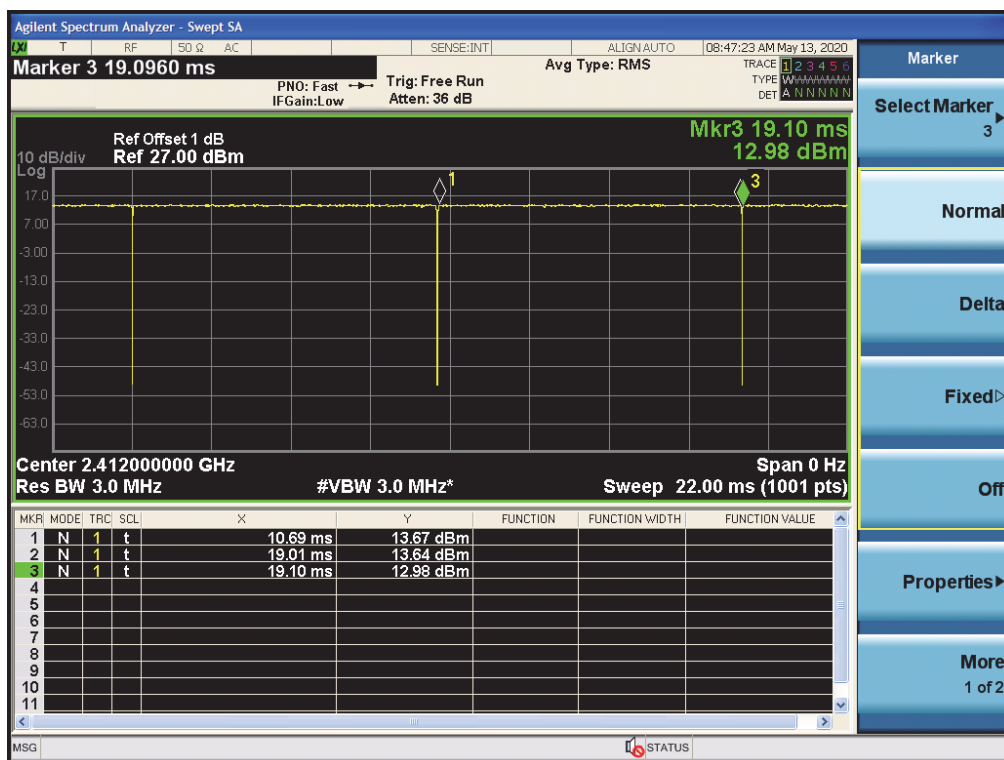 Agilent Spectrum Analyzer - Swept SA
LXI T RF 50 Ω AC SENSE:INT ALIGN AUTO 08:47:23 AM May 13, 2020
Marker 3 19.0960 ms
PNO: Fast
IFGain:Low
Trig: Free Run
Atten: 36 dB
Avg Type: RMS
TRACE 1 2 3 4 5 6
TYPE W
DET A N N N N N
Ref Offset 1 dB
10 dB/div Ref 27.00 dBm
Log
Mkr3 19.10 ms
12.98 dBm
1
3
17.0
7.00
-3.00
-13.0
-23.0
-33.0
-43.0
-53.0
-63.0
Center 2.412000000 GHz Span 0 Hz
Res BW 3.0 MHz #VBW 3.0 MHz* Sweep 22.00 ms (1001 pts)
MKR MODE TRC SCL X Y FUNCTION FUNCTION WIDTH FUNCTION VALUE
1 N 1 t 10.69 ms 13.67 dBm
2 N 1 t 19.01 ms 13.64 dBm
3 N 1 t 19.10 ms 12.98 dBm
4
5
6
7
8
9
10
11
MSG STATUS
Marker
Select Marker
3
Normal
Delta
Fixed
Off
Properties
More
1 of 2